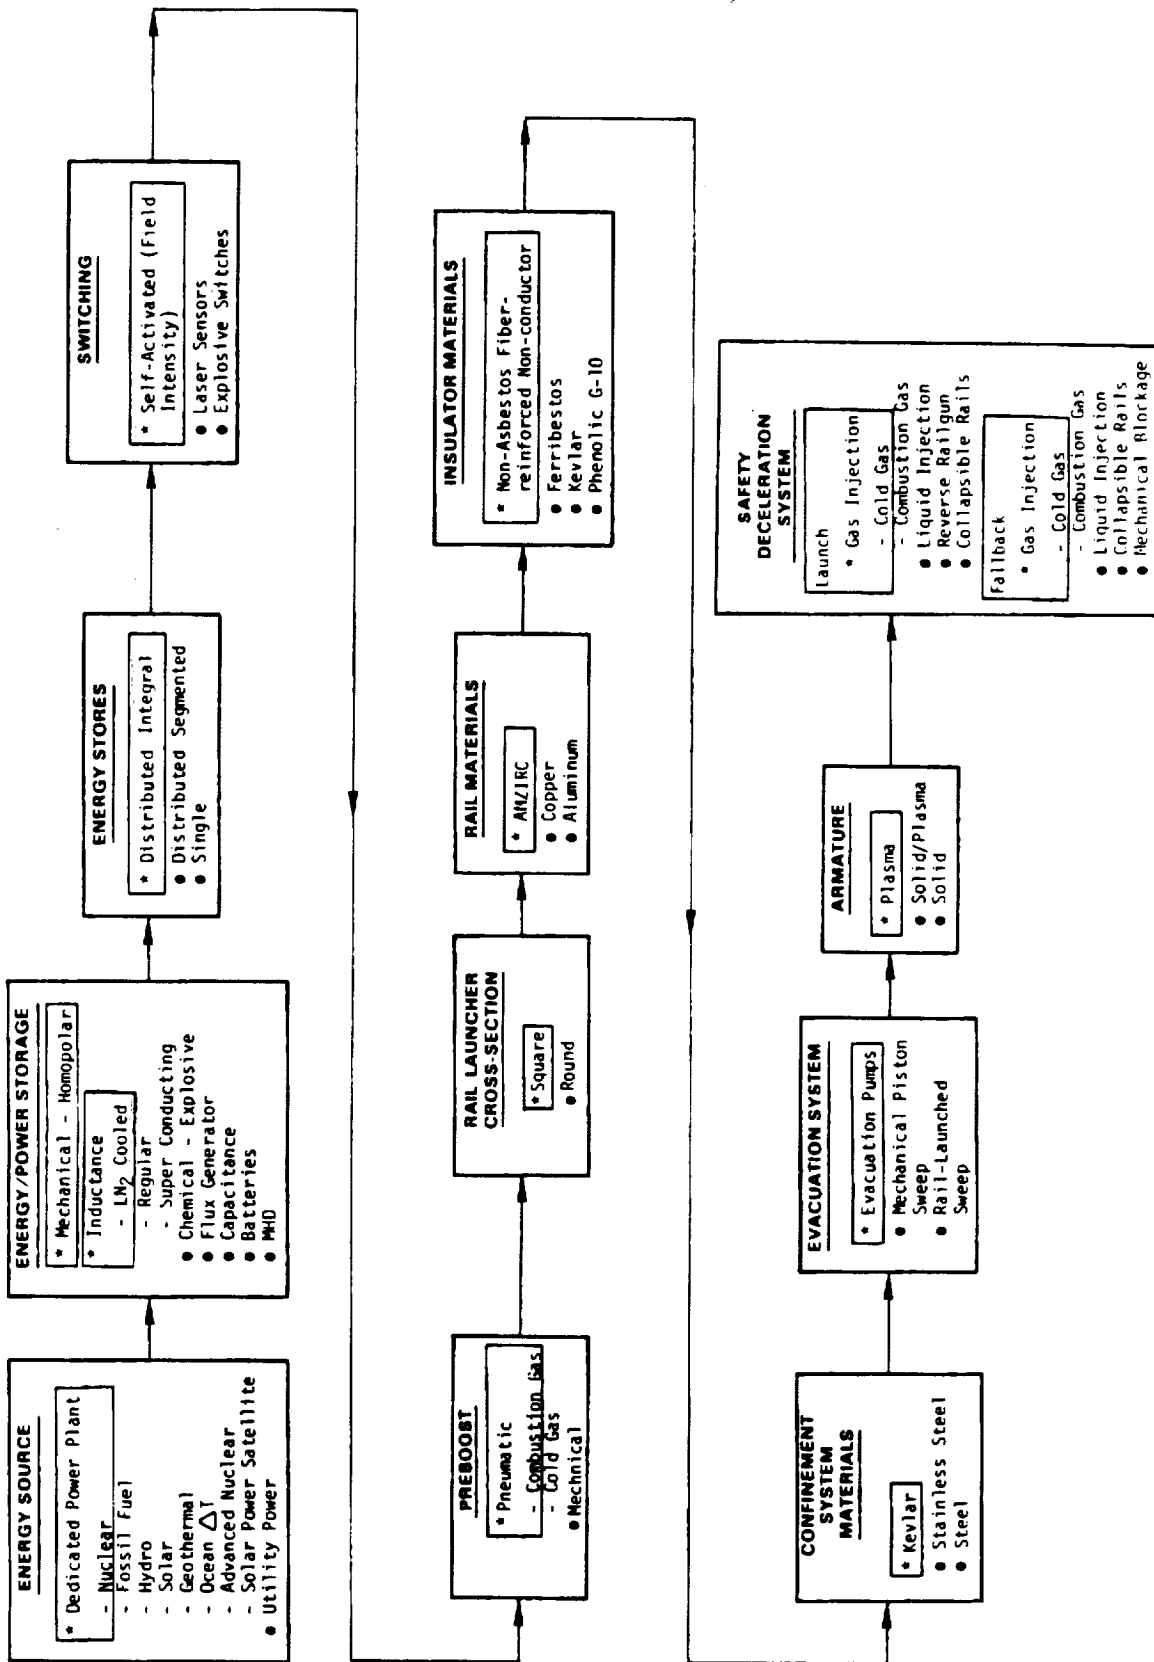 ENERGY SOURCE
* Dedicated Power Plant
- Nuclear
- Fossil Fuel
- Hydro
- Solar
- Geothermal
- Ocean △T
- Advanced Nuclear
- Solar Power Satellite
● Utility Power
ENERGY/POWER STORAGE
* Mechanical - Homopolar
* Inductance
- LN₂ Cooled
- Regular
- Super Conducting
● Chemical - Explosive
● Flux Generator
● Capacitance
● Batteries
● MHD
ENERGY STORES
* Distributed Integral
● Distributed Segmented
● Single
SWITCHING
* Self-Activated (Field
Intensity)
● Laser Sensors
● Explosive Switches
PREBOOST
* Pneumatic
- Combustion Gas
- Cold Gas
● Mechnical
RAIL LAUNCHER
CROSS-SECTION
* Square
● Round
RAIL MATERIALS
* AM/IRC
● Copper
● Aluminum
INSULATOR MATERIALS
* Non-Asbestos Fiber-
reinforced Non-conductor
● Ferribestos
● Kevlar
● Phenolic G-10
CONFINEMENT
SYSTEM
MATERIALS
* Kevlar
● Stainless Steel
● Steel
EVACUATION SYSTEM
* Evacuation Pumps
● Mechanical Piston
Sweep
● Rail-Launched
Sweep
ARMATURE
* Plasma
● Solid/Plasma
● Solid
SAFETY
DECELERATION
SYSTEM
Launch
* Gas Injection
- Cold Gas
- Combustion Gas
● Liquid Injection
● Reverse Railgun
● Collapsible Rails
Fallback
* Gas Injection
- Cold Gas
- Combustion Gas
● Liquid Injection
● Collapsible Rails
● Mechanical Blockage